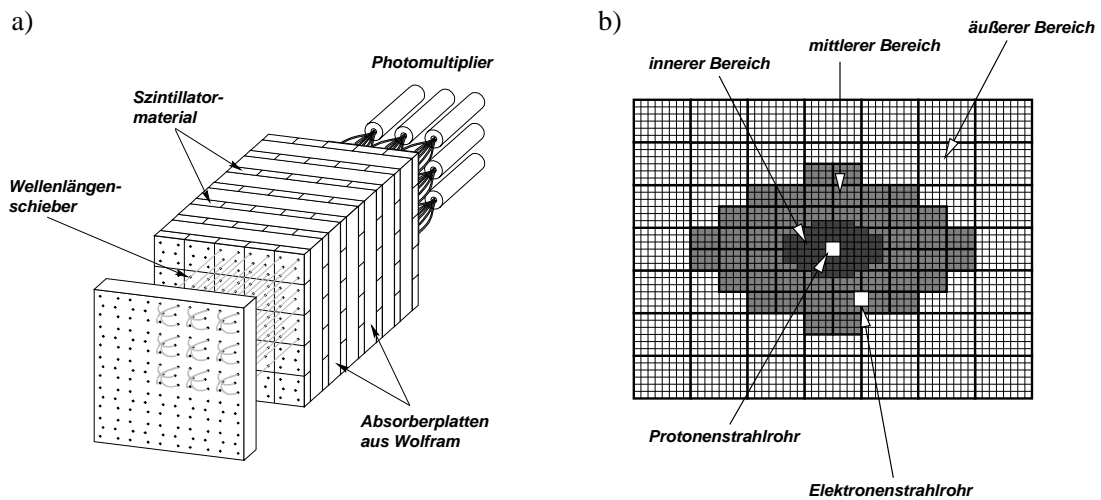 a)
Photomultiplier
Szintillator-
material
Wellenlängen-
schieber
Absorberplatten
aus Wolfram
b)
äußerer Bereich
mittlerer Bereich
innerer Bereich
Protonenstrahlrohr
Elektronenstrahlrohr